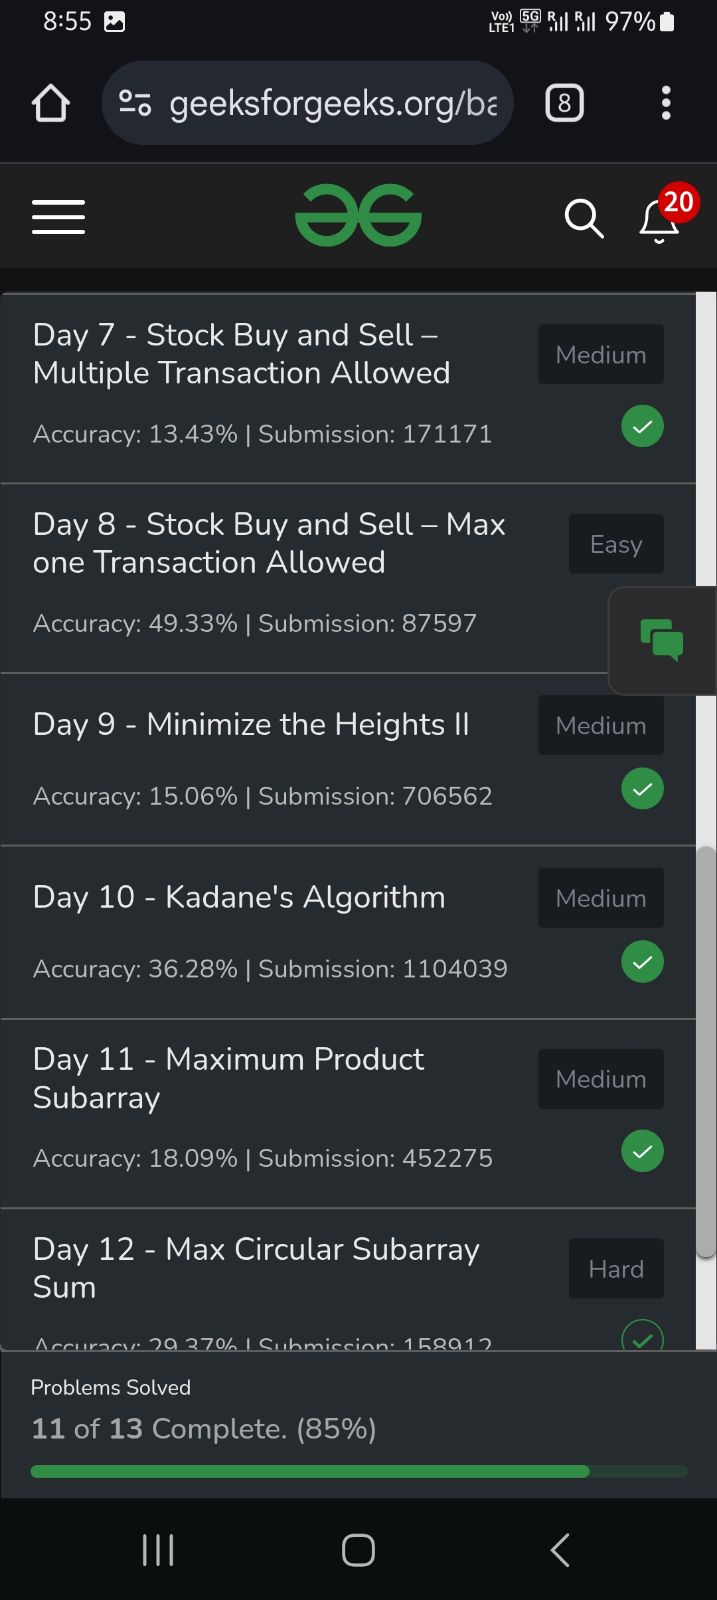 8:55 Vo)) LTE1 5G R R 97%
geeksforgeeks.org/ba 8
20
Day 7 - Stock Buy and Sell –
Multiple Transaction Allowed
Medium
Accuracy: 13.43% | Submission: 171171
Day 8 - Stock Buy and Sell – Max
one Transaction Allowed
Easy
Accuracy: 49.33% | Submission: 87597
Day 9 - Minimize the Heights II
Medium
Accuracy: 15.06% | Submission: 706562
Day 10 - Kadane's Algorithm
Medium
Accuracy: 36.28% | Submission: 1104039
Day 11 - Maximum Product
Subarray
Medium
Accuracy: 18.09% | Submission: 452275
Day 12 - Max Circular Subarray
Sum
Hard
Accuracy: 29.37% | Submission: 158912
Problems Solved
11 of 13 Complete. (85%)